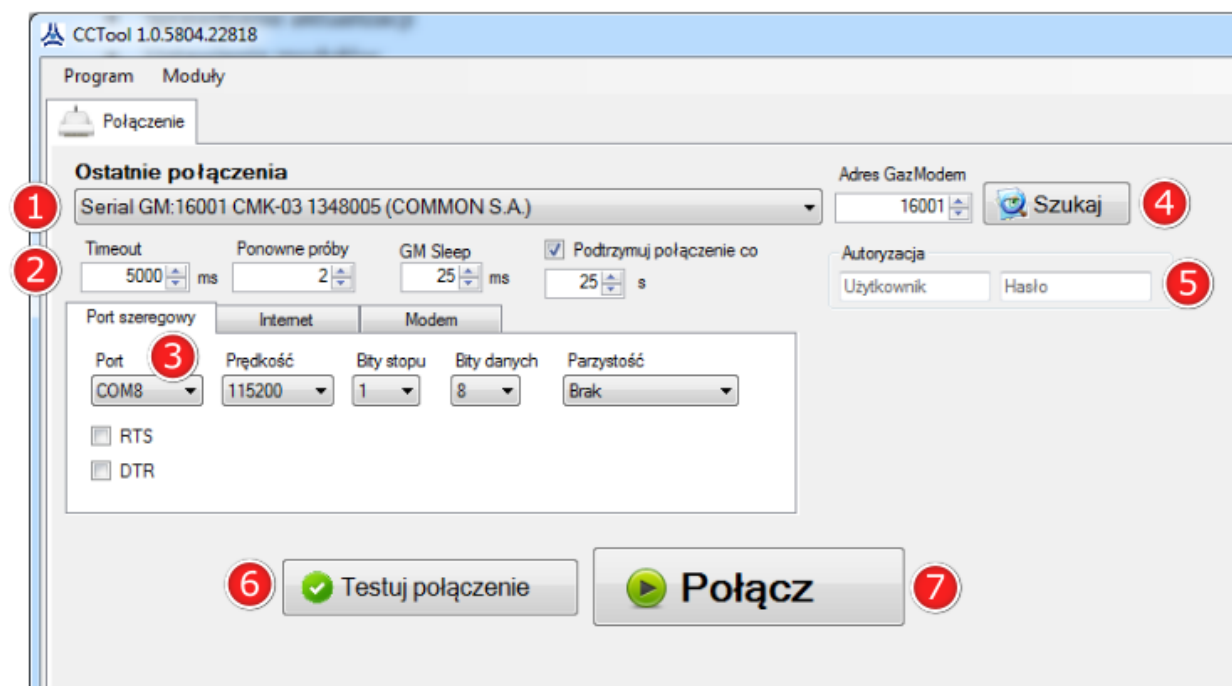 CCTool 1.0.5804.22818
Program Moduły
Połączenie
Ostatnie połączenia
Adres GazModem
1 Serial GM:16001 CMK-03 1348005 (COMMON S.A.) 16001 Szukaj 4
Timeout Ponowne próby GM Sleep Podtrzymuj połączenie co Autoryzacja
2 5000 ms 2 25 ms 25 s Użytkownik Hasło 5
Port szeregowy Internet Modem
Port 3 Prędkość Bity stopu Bity danych Parzystość
COM8 115200 1 8 Brak
RTS
DTR
6 Testuj połączenie Połącz 7